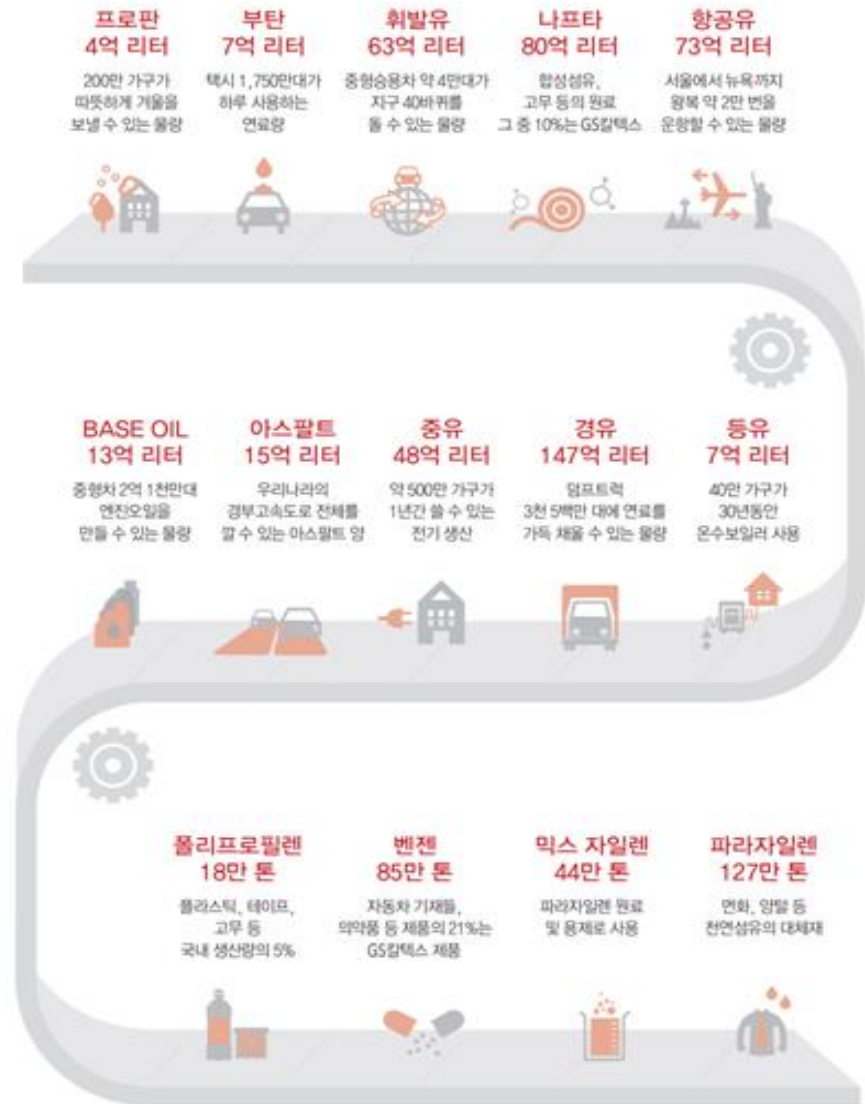 프로판
4억 리터
200만 가구가
따뜻하게 겨울을
보낼 수 있는 물량
부탄
7억 리터
택시 1,750만대가
하루 사용하는
연료량
휘발유
63억 리터
중형승용차 약 4만대가
지구 40바퀴를
돌 수 있는 물량
나프타
80억 리터
합성섬유,
고무 등의 원료
그 중 10%는 GS칼텍스
항공유
73억 리터
서울에서 뉴욕까지
왕복 약 2만 번을
운항할 수 있는 물량
BASE OIL
13억 리터
중형차 2억 1천만대
엔진오일을
만들 수 있는 물량
아스팔트
15억 리터
우리나라의
경부고속도로 전체를
깔 수 있는 아스팔트 양
중유
48억 리터
약 500만 가구가
1년간 쓸 수 있는
전기 생산
경유
147억 리터
덤프트럭
3천 5백만 대에 연료를
가득 채울 수 있는 물량
등유
7억 리터
40만 가구가
30년동안
온수보일러 사용
폴리프로필렌
18만 톤
플라스틱, 테이프,
고무 등
국내 생산량의 5%
벤젠
85만 톤
자동차 기재들,
의약품 등 제품의 21%는
GS칼텍스 제품
믹스 자일렌
44만 톤
파라자일렌 원료
및 용제로 사용
파라자일렌
127만 톤
면화, 양털 등
천연섬유의 대체재